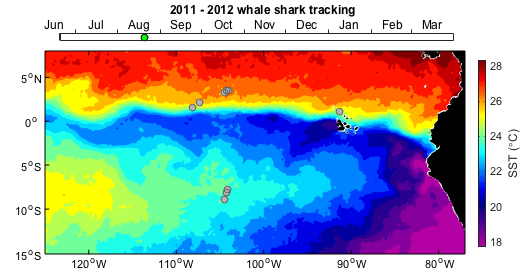 2011 - 2012 whale shark tracking
Jun Jul Aug Sep Oct Nov Dec Jan Feb Mar
5°N
0°
5°S
10°S
15°S
120°W 110°W 100°W 90°W 80°W
28
26
24
22
20
18
SST (°C)